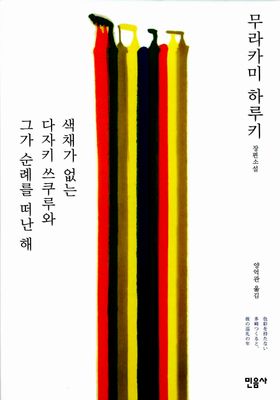 무라카미 하루키
장편소설
색채가 없는
다자키 쓰쿠루와
그가 순례를 떠난 해
양억관 옮김
色彩を持たない
多崎つくると、
彼の巡礼の年
민음사